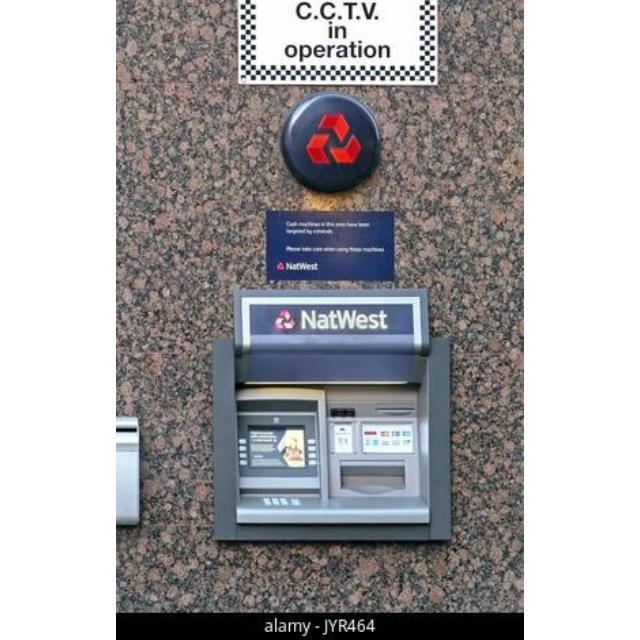 C.C.T.V.
in
operation
Cash machines in this area have been
targeted by criminals
Please take care when using these machines
NatWest
NatWest
alamy - JYR464